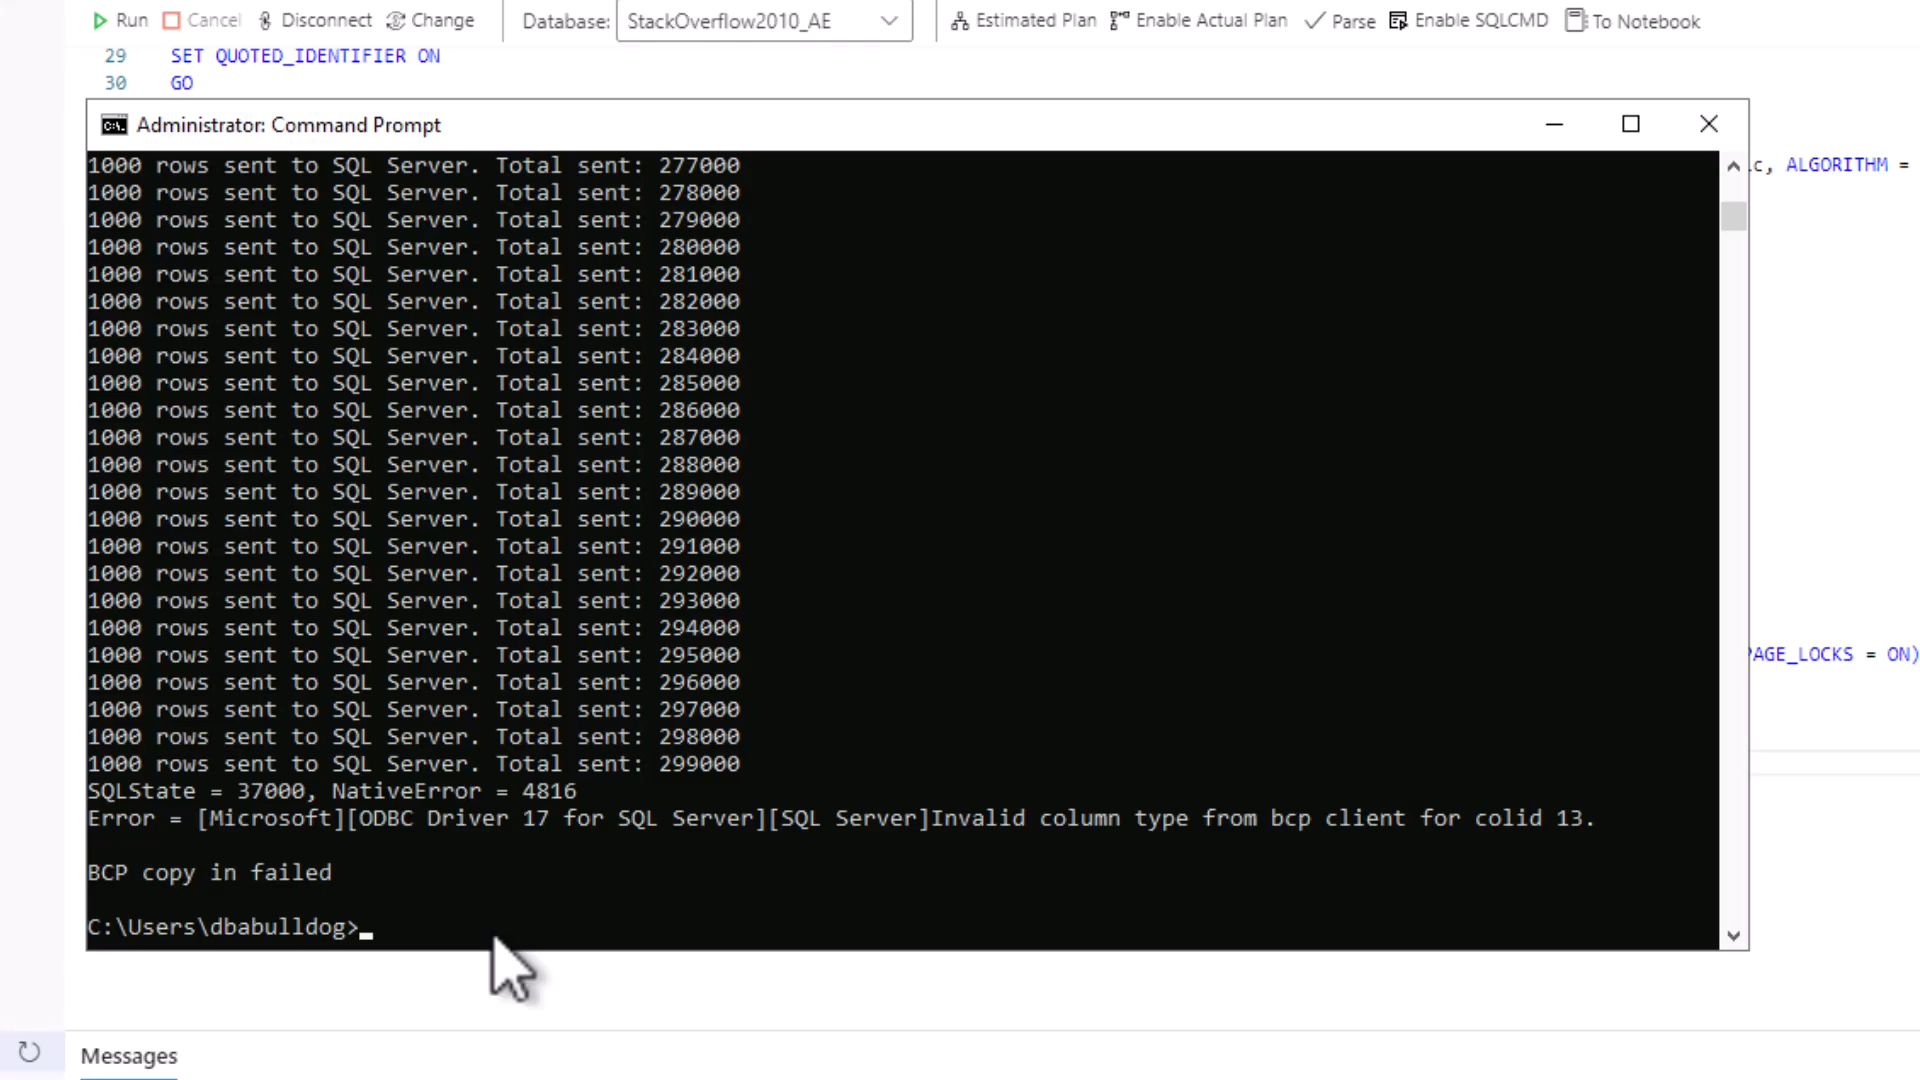 Run Cancel Disconnect Change Database: StackOverflow2010_AE Estimated Plan Enable Actual Plan Parse Enable SQLCMD To Notebook
29 SET QUOTED_IDENTIFIER ON
30 GO
Administrator: Command Prompt
1000 rows sent to SQL Server. Total sent: 277000
c, ALGORITHM =
1000 rows sent to SQL Server. Total sent: 278000
1000 rows sent to SQL Server. Total sent: 279000
1000 rows sent to SQL Server. Total sent: 280000
1000 rows sent to SQL Server. Total sent: 281000
1000 rows sent to SQL Server. Total sent: 282000
1000 rows sent to SQL Server. Total sent: 283000
1000 rows sent to SQL Server. Total sent: 284000
1000 rows sent to SQL Server. Total sent: 285000
1000 rows sent to SQL Server. Total sent: 286000
1000 rows sent to SQL Server. Total sent: 287000
1000 rows sent to SQL Server. Total sent: 288000
1000 rows sent to SQL Server. Total sent: 289000
1000 rows sent to SQL Server. Total sent: 290000
1000 rows sent to SQL Server. Total sent: 291000
1000 rows sent to SQL Server. Total sent: 292000
1000 rows sent to SQL Server. Total sent: 293000
1000 rows sent to SQL Server. Total sent: 294000
1000 rows sent to SQL Server. Total sent: 295000
PAGE_LOCKS = ON)
1000 rows sent to SQL Server. Total sent: 296000
1000 rows sent to SQL Server. Total sent: 297000
1000 rows sent to SQL Server. Total sent: 298000
1000 rows sent to SQL Server. Total sent: 299000
SQLState = 37000, NativeError = 4816
Error = [Microsoft][ODBC Driver 17 for SQL Server][SQL Server]Invalid column type from bcp client for colid 13.
BCP copy in failed
C:\Users\dbabulldog>_
Messages